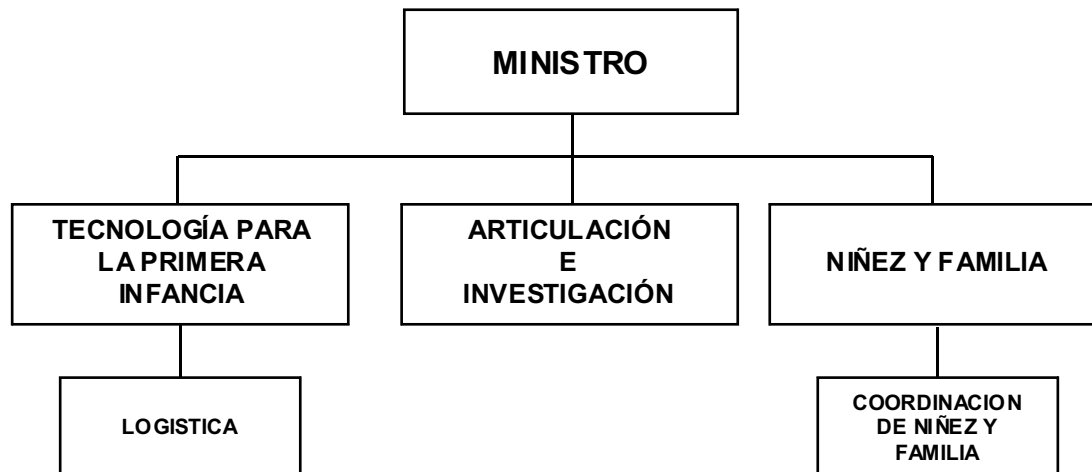 MINISTRO
TECNOLOGÍA PARA
LA PRIMERA
INFANCIA
ARTICULACIÓN
E
INVESTIGACIÓN
NIÑEZ Y FAMILIA
LOGISTICA
COORDINACION
DE NIÑEZ Y
FAMILIA